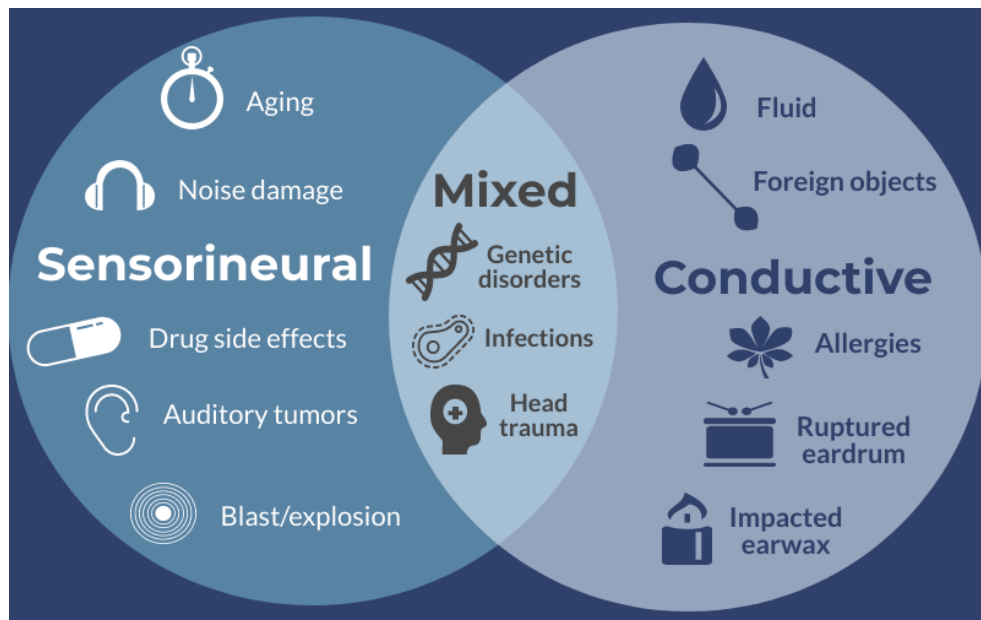 Aging
Noise damage
Sensorineural
Drug side effects
Auditory tumors
Blast/explosion
Mixed
Genetic
disorders
Infections
Head
trauma
Fluid
Foreign objects
Conductive
Allergies
Ruptured
eardrum
Impacted
earwax